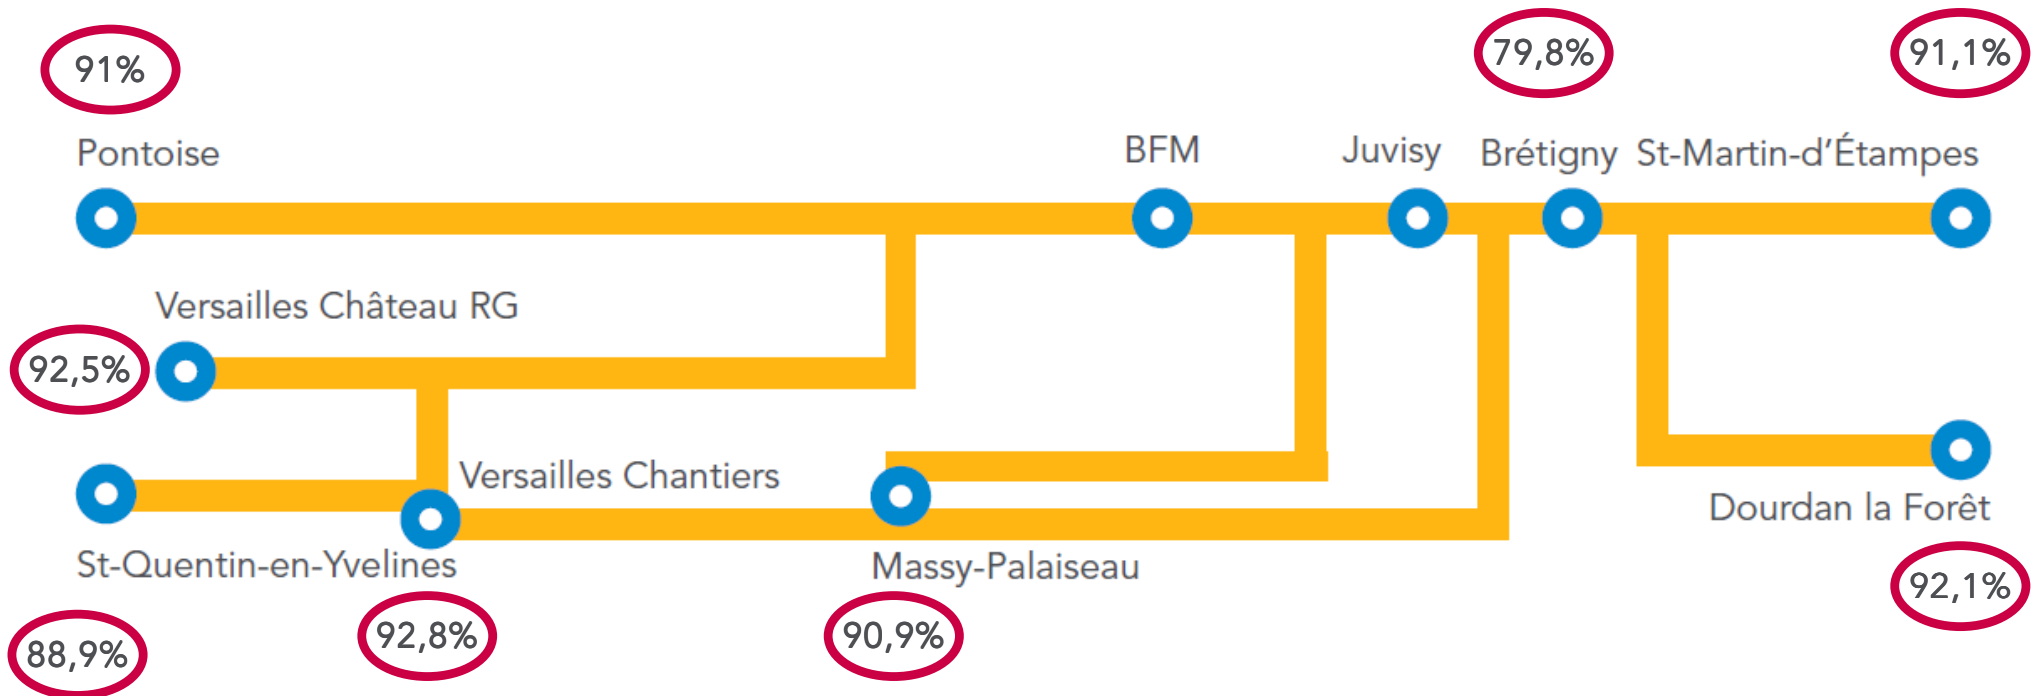 91%
79,8%
91,1%
Pontoise
BFM
Juvisy
Brétigny
St-Martin-d'Étampes
Versailles Château RG
92,5%
Versailles Chantiers
St-Quentin-en-Yvelines
Massy-Palaiseau
Dourdan la Forêt
88,9%
92,8%
90,9%
92,1%